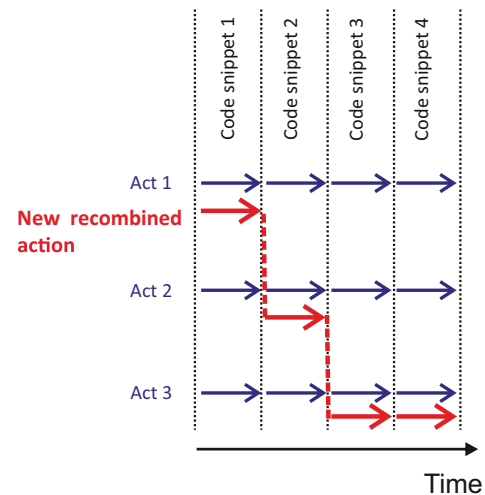 Code snippet 1
Code snippet 2
Code snippet 3
Code snippet 4
Act 1
New recombined
action
Act 2
Act 3
Time